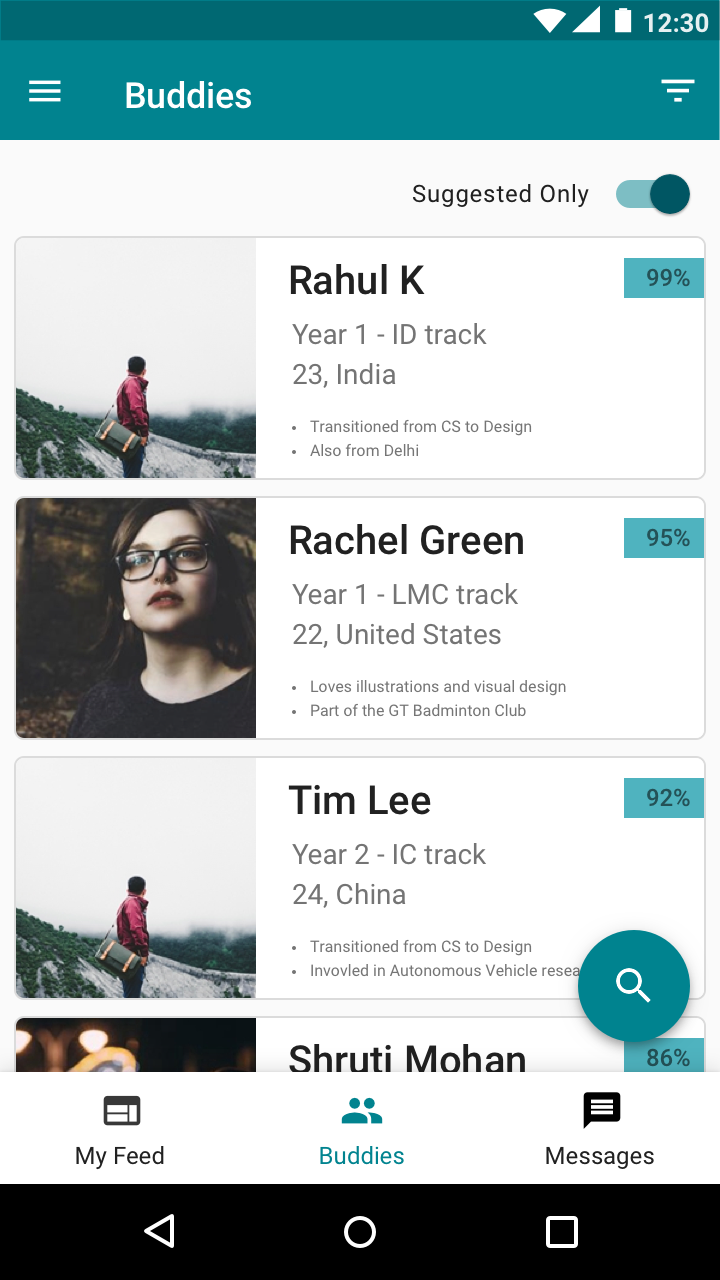 12:30
Buddies
Suggested Only
Rahul K
99%
Year 1 - ID track
23, India
• Transitioned from CS to Design
• Also from Delhi
Rachel Green
95%
Year 1 - LMC track
22, United States
• Loves illustrations and visual design
• Part of the GT Badminton Club
Tim Lee
92%
Year 2 - IC track
24, China
• Transitioned from CS to Design
• Invovled in Autonomous Vehicle resea
Shruti Mohan
86%
My Feed
Buddies
Messages